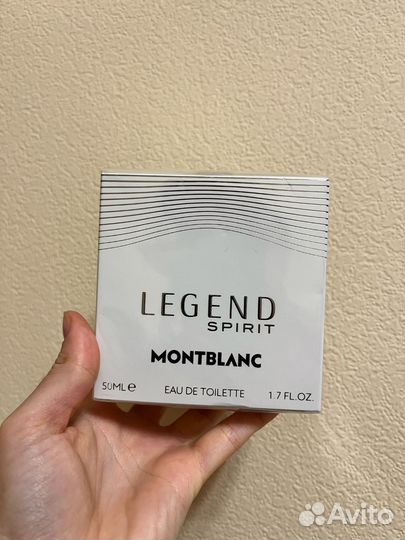 LEGEND
SPIRIT
MONTBLANC
50ML℮ EAU DE TOILETTE 1.7 FL.OZ.
Avito